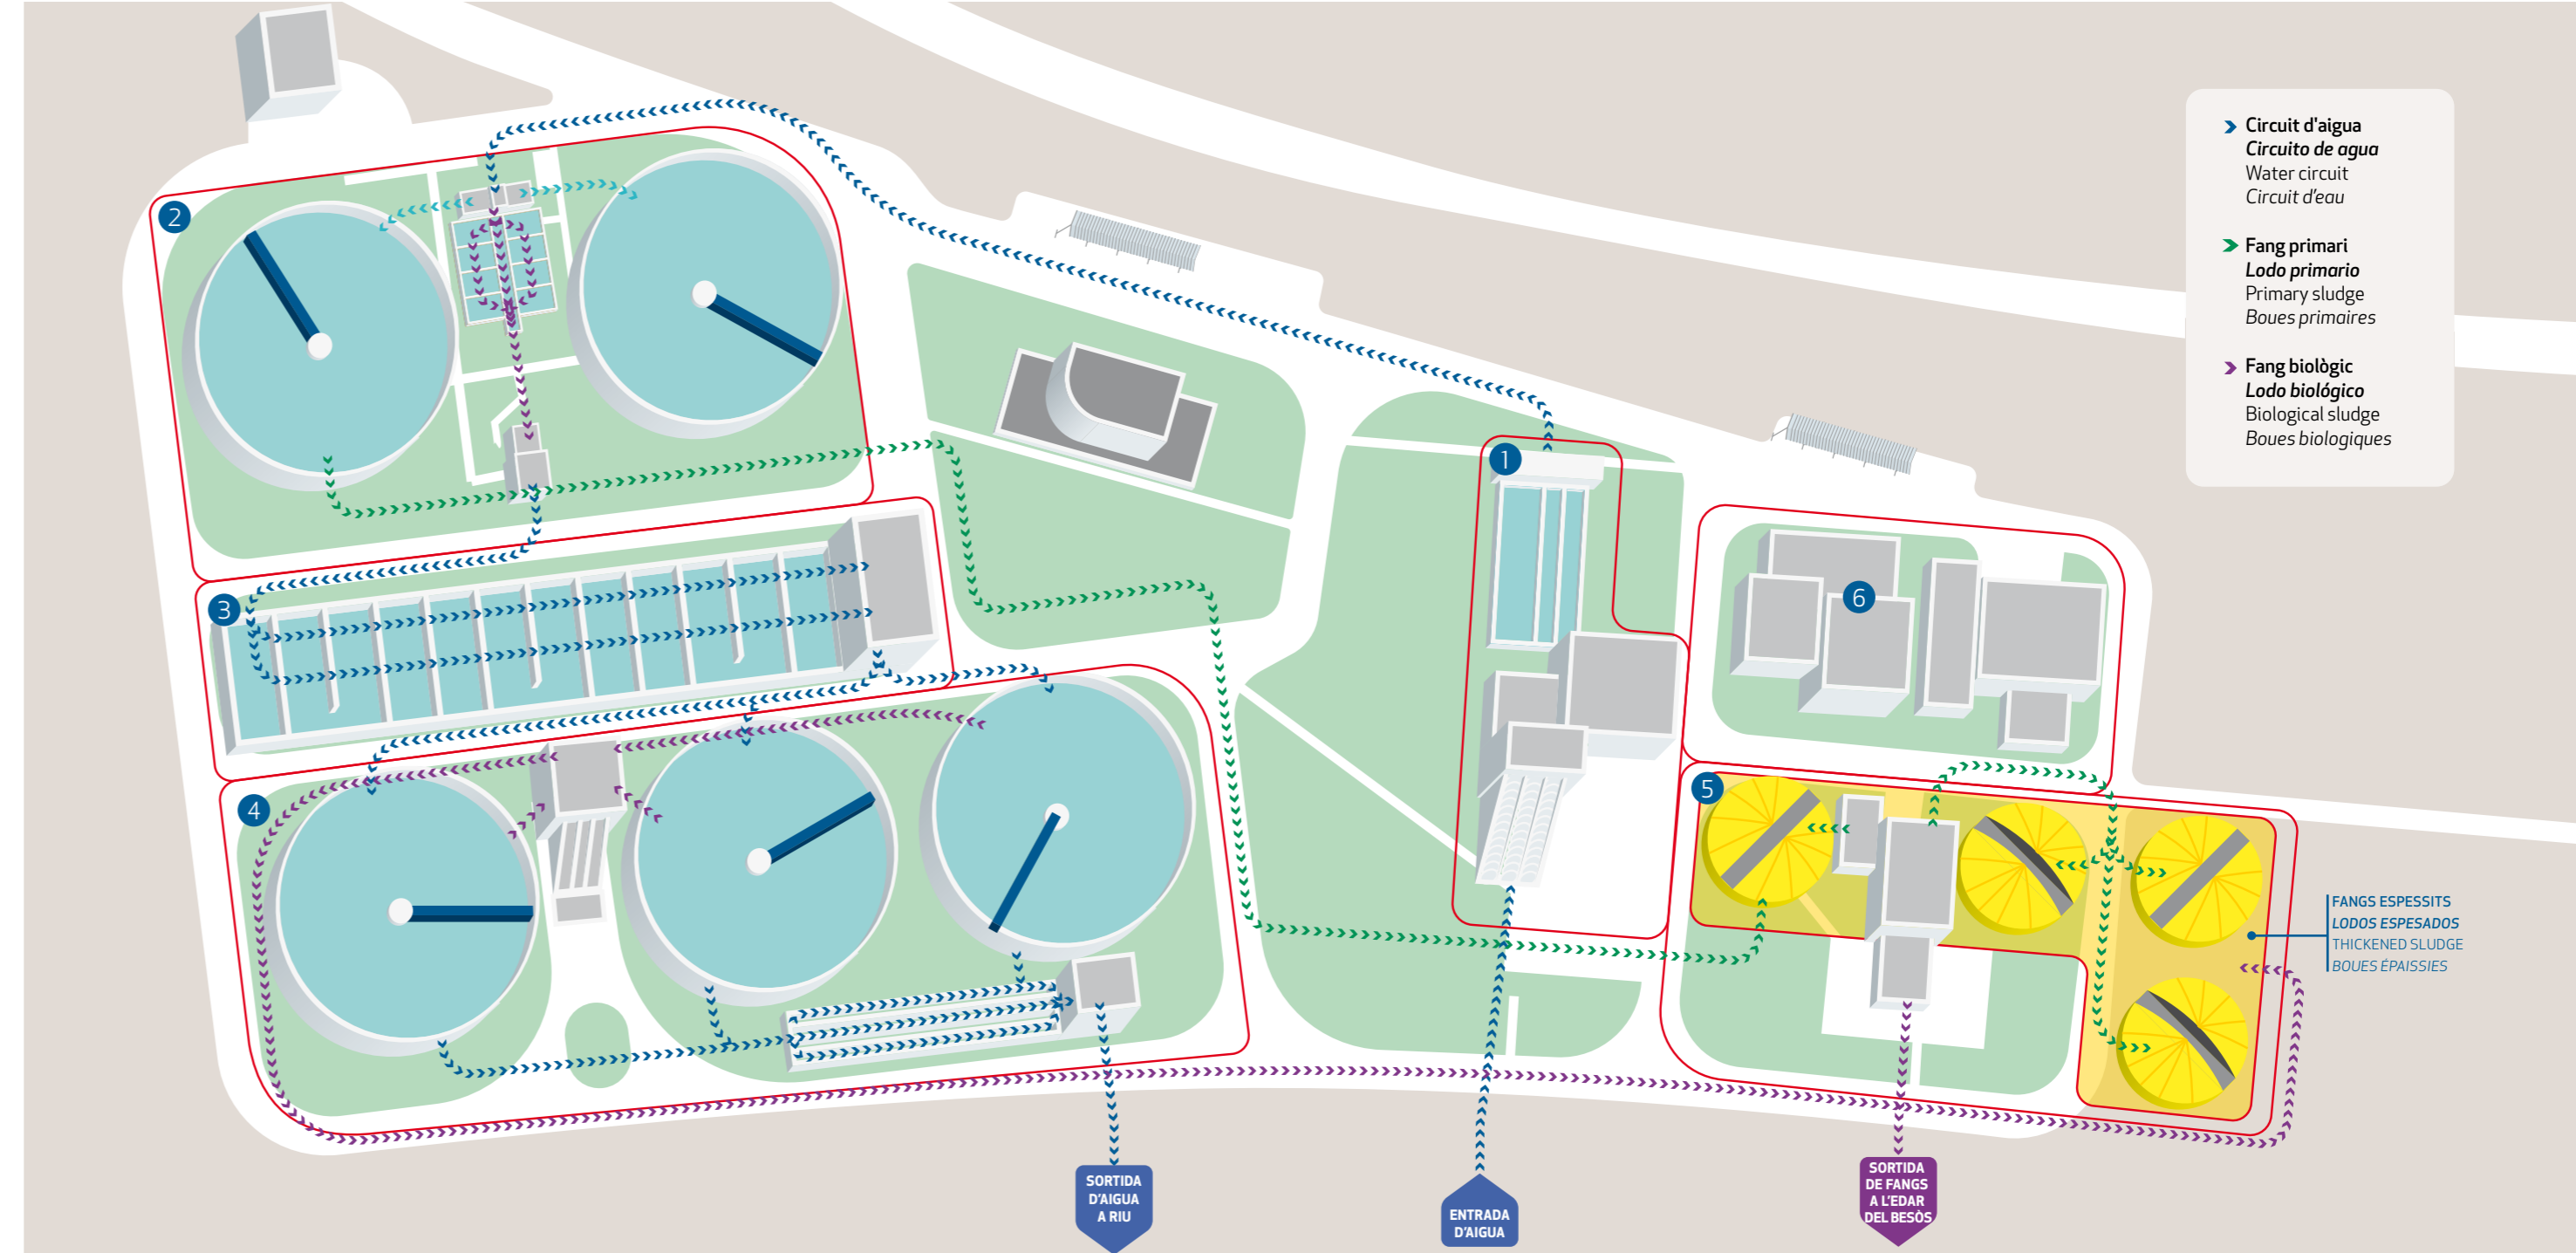 Circuit d'aigua
Circuito de agua
Water circuit
Circuit d'eau
Fang primari
Lodo primario
Primary sludge
Boues primaires
Fang biològic
Lodo biológico
Biological sludge
Boues biologiques
2
1
3
6
5
4
FANGS ESPESSITS
LODOS ESPESADOS
THICKENED SLUDGE
BOUES ÉPAISSIES
SORTIDA
D'AIGUA
A RIU
ENTRADA
D'AIGUA
SORTIDA
DE FANGS
A L'EDAR
DEL BESÒS